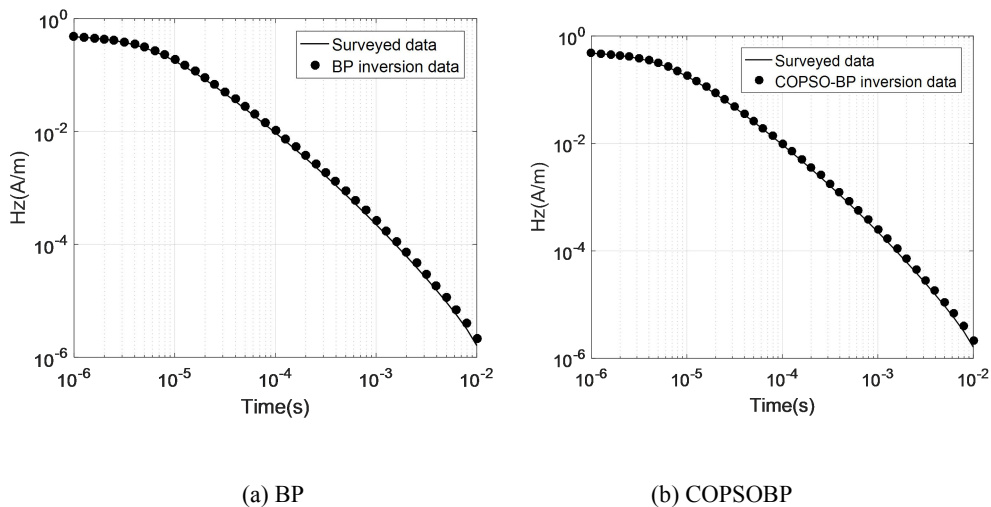 10^0
10^-2
10^-4
10^-6
Hz(A/m)
Surveyed data
BP inversion data
10^-6
10^-5
10^-4
10^-3
10^-2
Time(s)
(a) BP
10^0
10^-2
10^-4
10^-6
Hz(A/m)
Surveyed data
COPSO-BP inversion data
10^-6
10^-5
10^-4
10^-3
10^-2
Time(s)
(b) COPSOBP